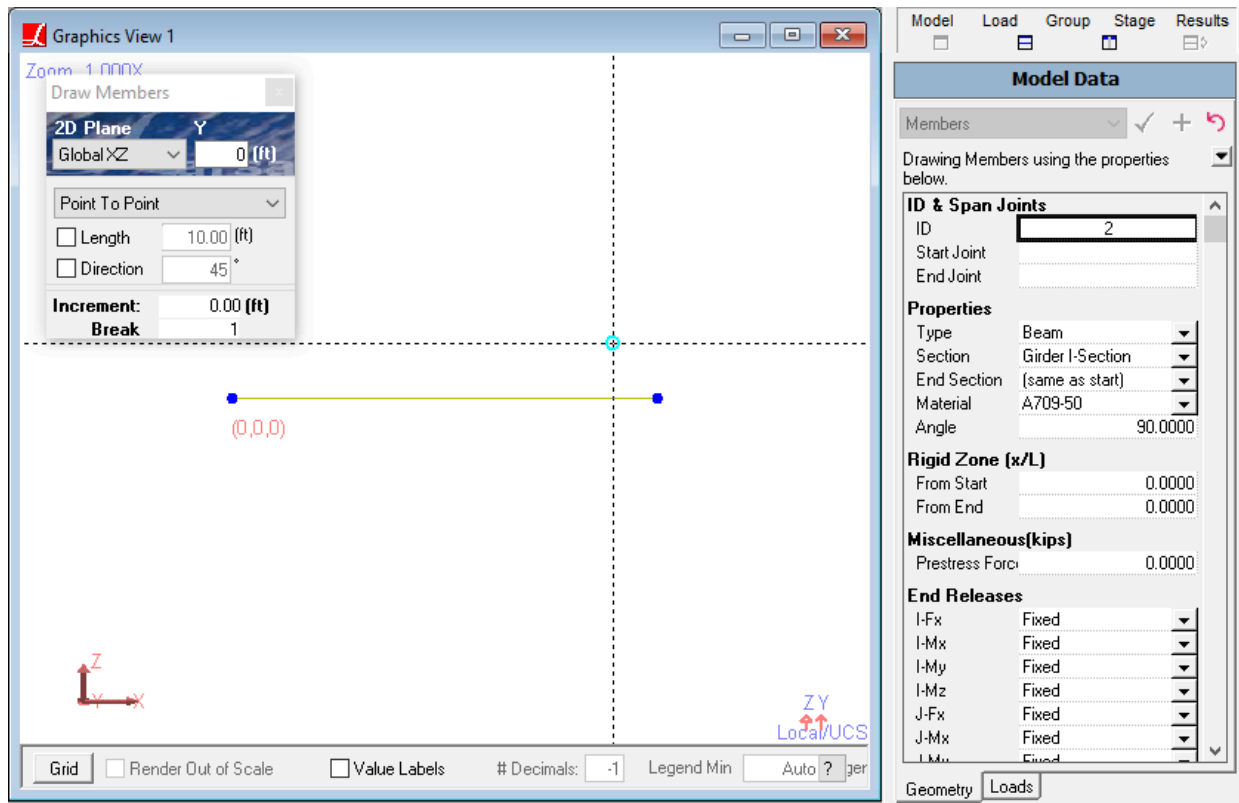 Graphics View 1
Zoom 1.000X
Draw Members
x
2D Plane Y
Global XZ 0 (ft)
Point To Point
Length 10.00 (ft)
Direction 45 °
Increment: 0.00 (ft)
Break 1
(0,0,0)
Z
Y X
Z Y
Local/UCS
Grid Render Out of Scale Value Labels # Decimals: -1 Legend Min Auto ? ger
Model Load Group Stage Results
Model Data
Members
Drawing Members using the properties
below.
ID & Span Joints
ID 2
Start Joint
End Joint
Properties
Type Beam
Section Girder I-Section
End Section (same as start)
Material A709-50
Angle 90.0000
Rigid Zone (x/L)
From Start 0.0000
From End 0.0000
Miscellaneous(kips)
Prestress Forc 0.0000
End Releases
I-Fx Fixed
I-Mx Fixed
I-My Fixed
I-Mz Fixed
J-Fx Fixed
J-Mx Fixed
Geometry Loads